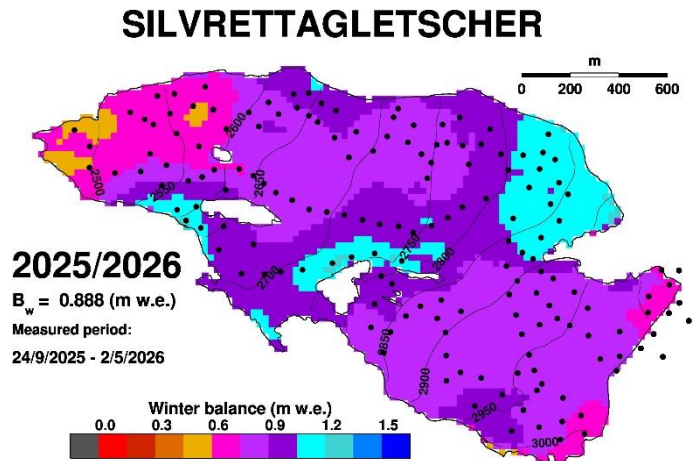 SILVRETTAGLETSCHER
m
0 200 400 600
2600
2500
2550
2650
2700
2750
2800
2850
2900
2950
3000
2025/2026
Bw = 0.888 (m w.e.)
Measured period:
24/9/2025 - 2/5/2026
Winter balance (m w.e.)
0.0 0.3 0.6 0.9 1.2 1.5